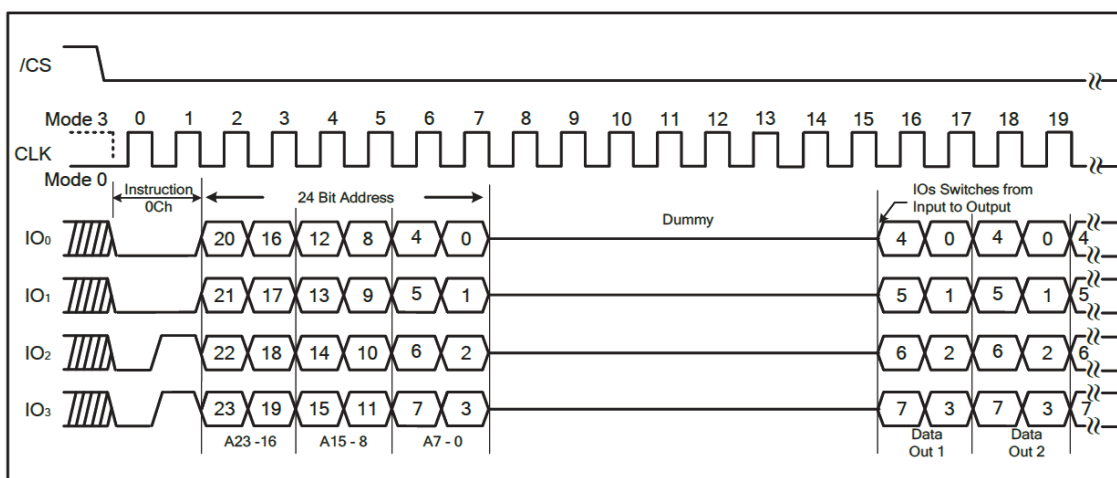 /CS
Mode 3 0 1 2 3 4 5 6 7 8 9 10 11 12 13 14 15 16 17 18 19
CLK
Mode 0
Instruction
0Ch
24 Bit Address
Dummy
IOs Switches from
Input to Output
IO₀ 20 16 12 8 4 0 4 0 4 0 4
IO₁ 21 17 13 9 5 1 5 1 5 1 5
IO₂ 22 18 14 10 6 2 6 2 6 2 6
IO₃ 23 19 15 11 7 3 7 3 7 3 7
A23 -16 A15 - 8 A7 - 0
Data
Out 1
Data
Out 2